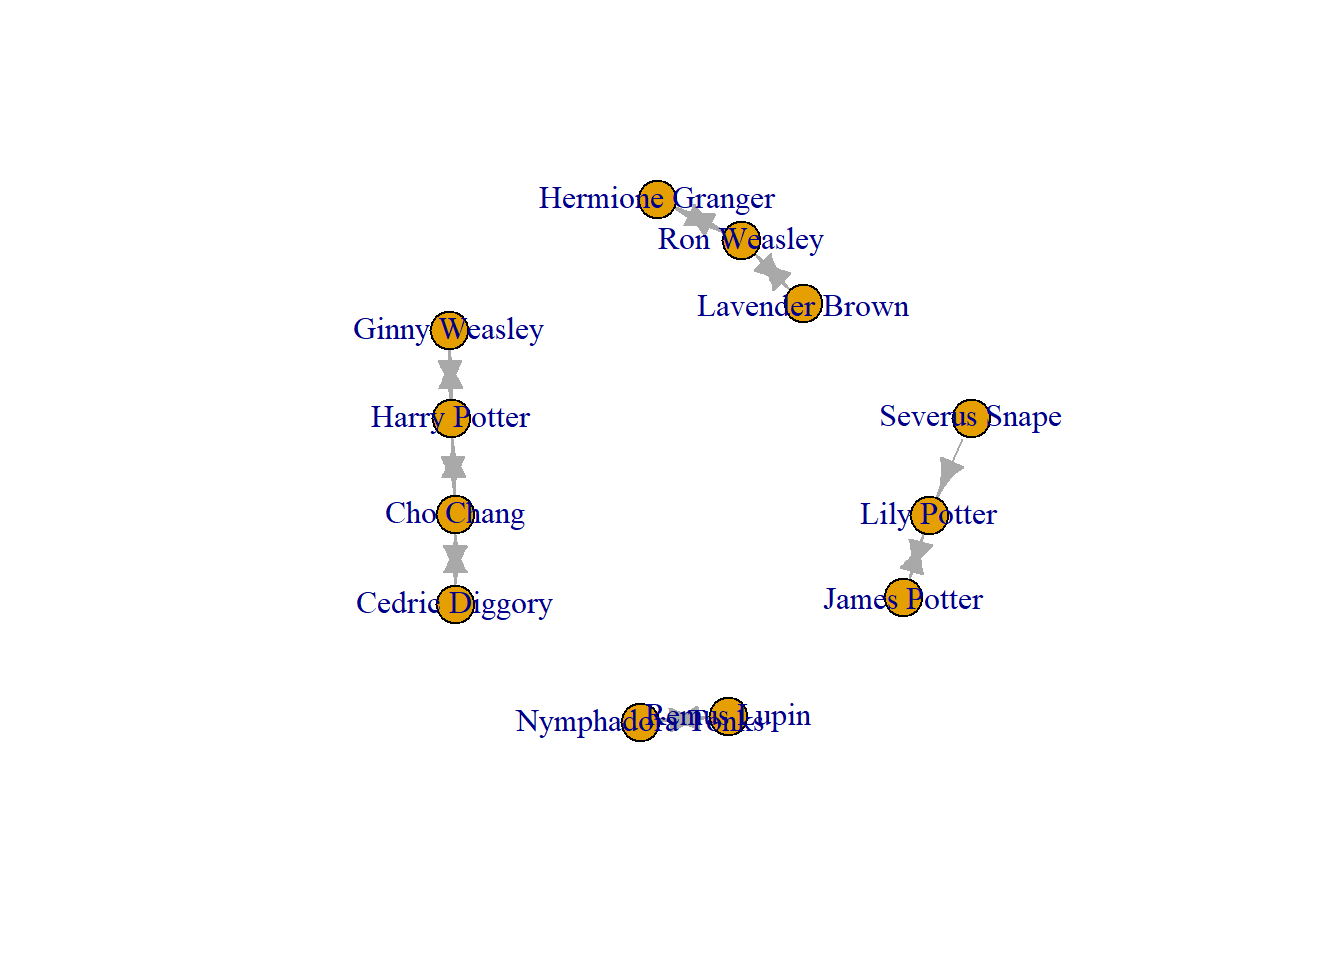 Hermione Granger
Ron Weasley
Lavender Brown
Ginny Weasley
Harry Potter
Severus Snape
Cho Chang
Lily Potter
Cedric Diggory
James Potter
Nymphadora Tonks
Remus Lupin